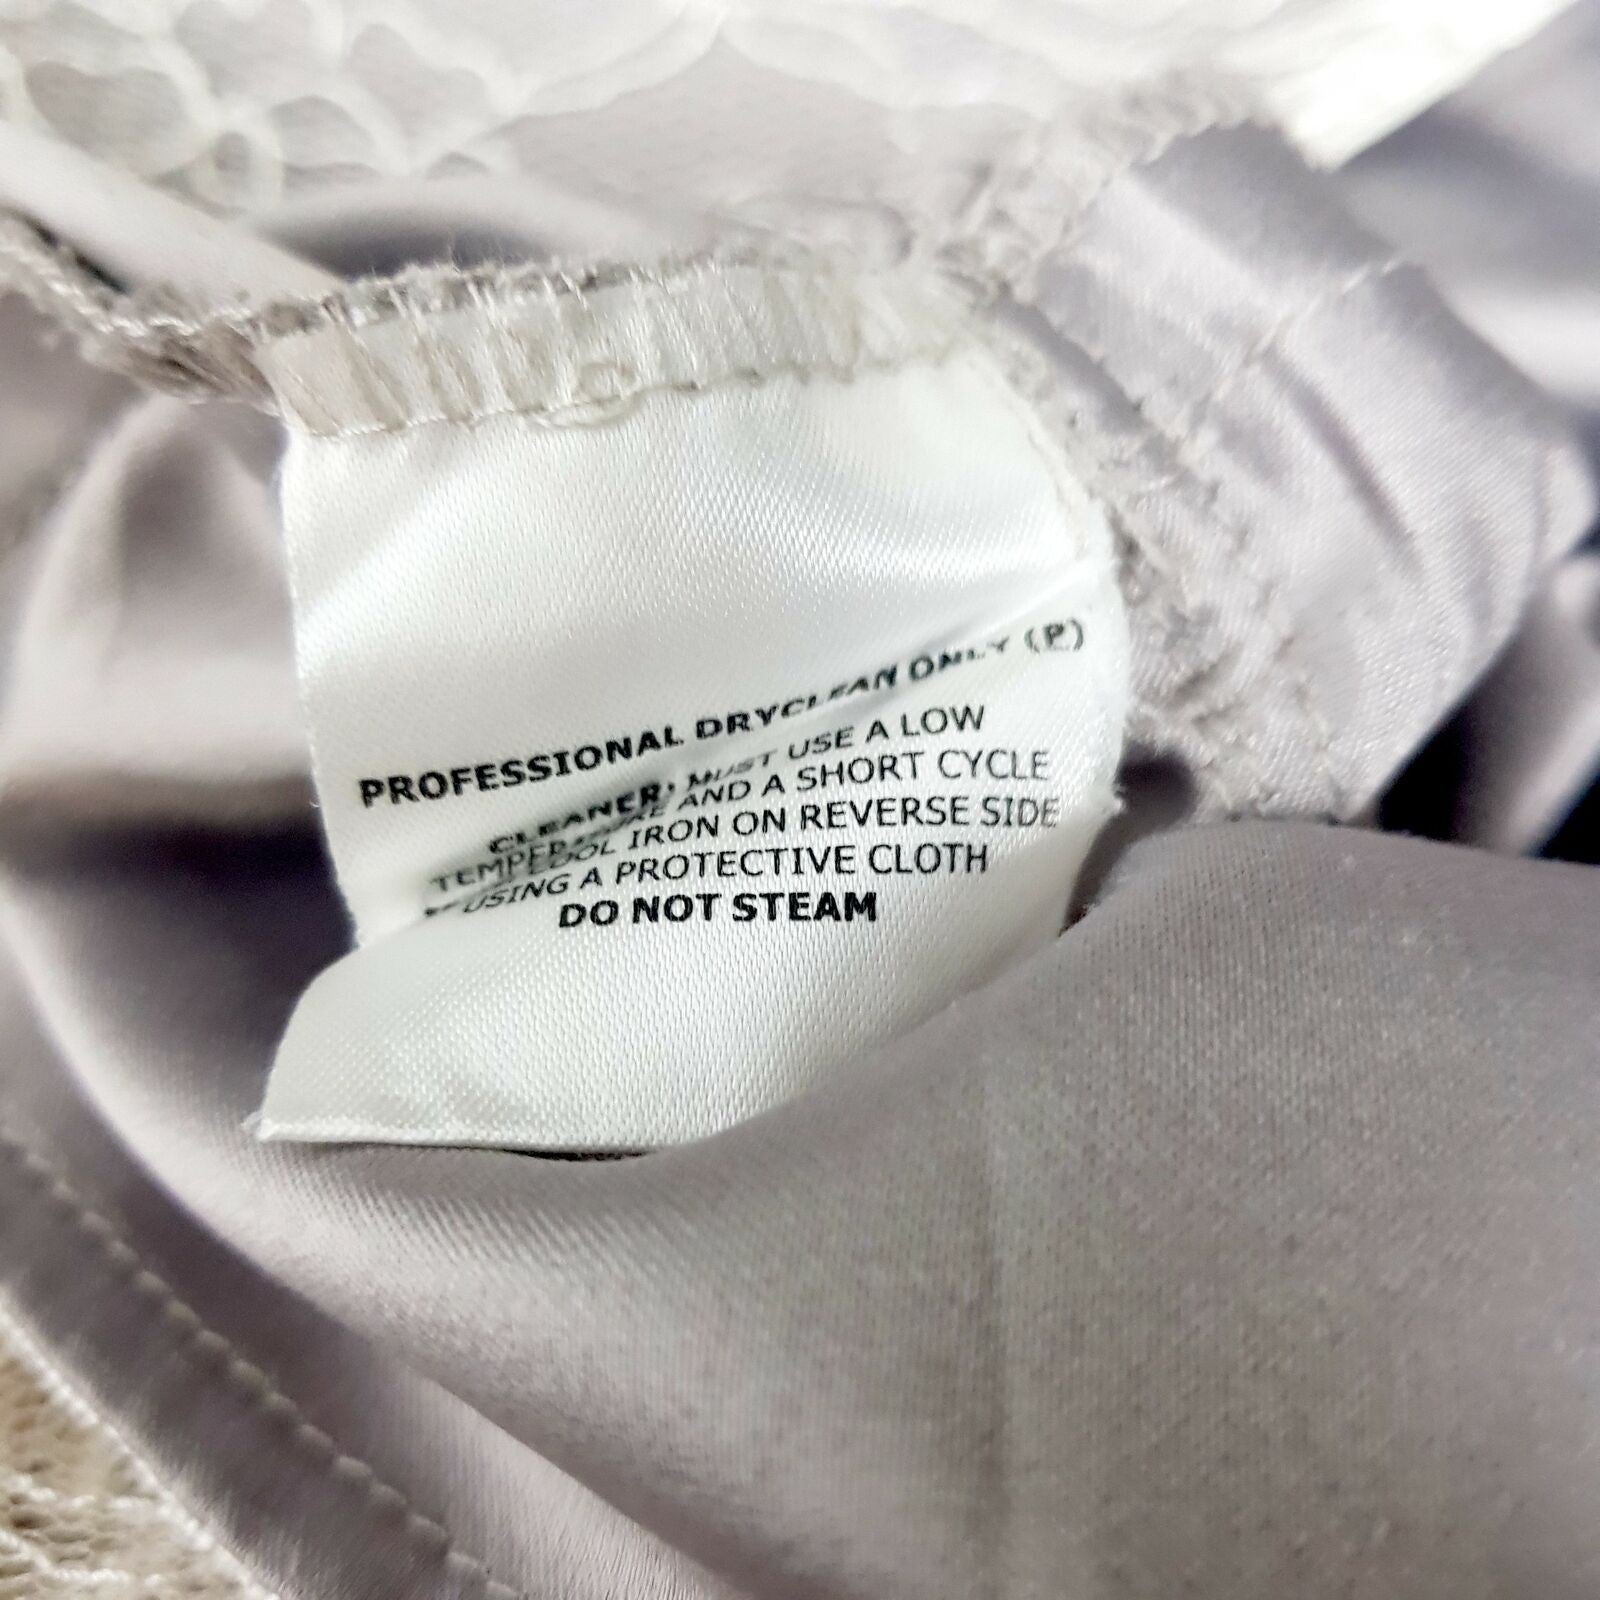 PROFESSIONAL DRYCLEAN ONLY (P)
CLEANER: MUST USE A LOW
TEMPERATURE AND A SHORT CYCLE
COOL IRON ON REVERSE SIDE
USING A PROTECTIVE CLOTH
DO NOT STEAM